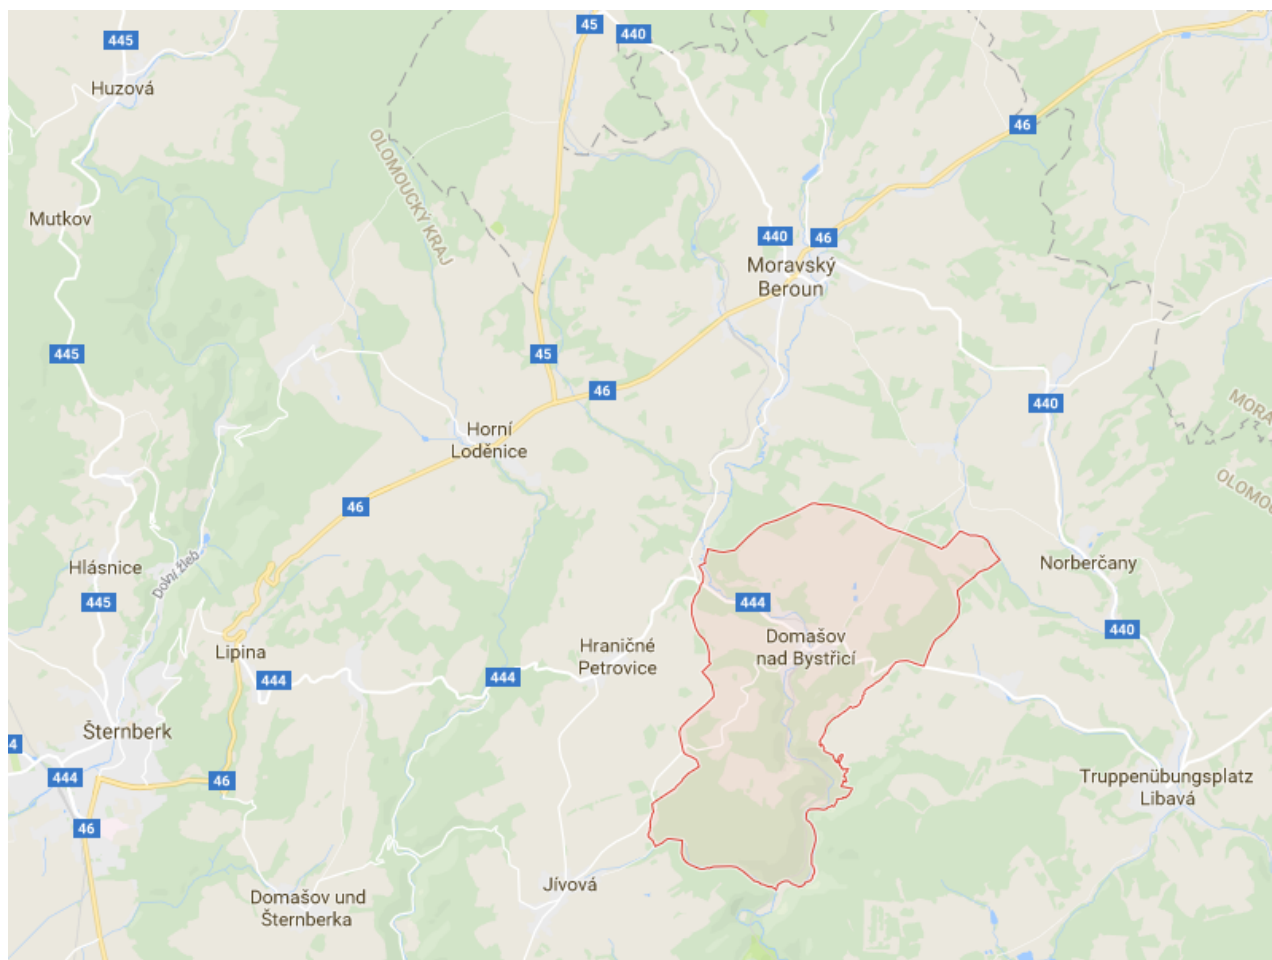 45
440
445
Huzová
46
OLOMOUCKÝ KRAJ
Mutkov
440
46
Moravský
Beroun
445
45
46
440
MORA
Horní
Loděnice
OLOMOUC
46
Dolní žleb
Hlásnice
Norberčany
445
444
440
Domašov
nad Bystřicí
Hraničné
Petrovice
Lipina
444
444
Šternberk
4
444
46
Truppenübungsplatz
Libavá
46
Jívová
Domašov und
Šternberka